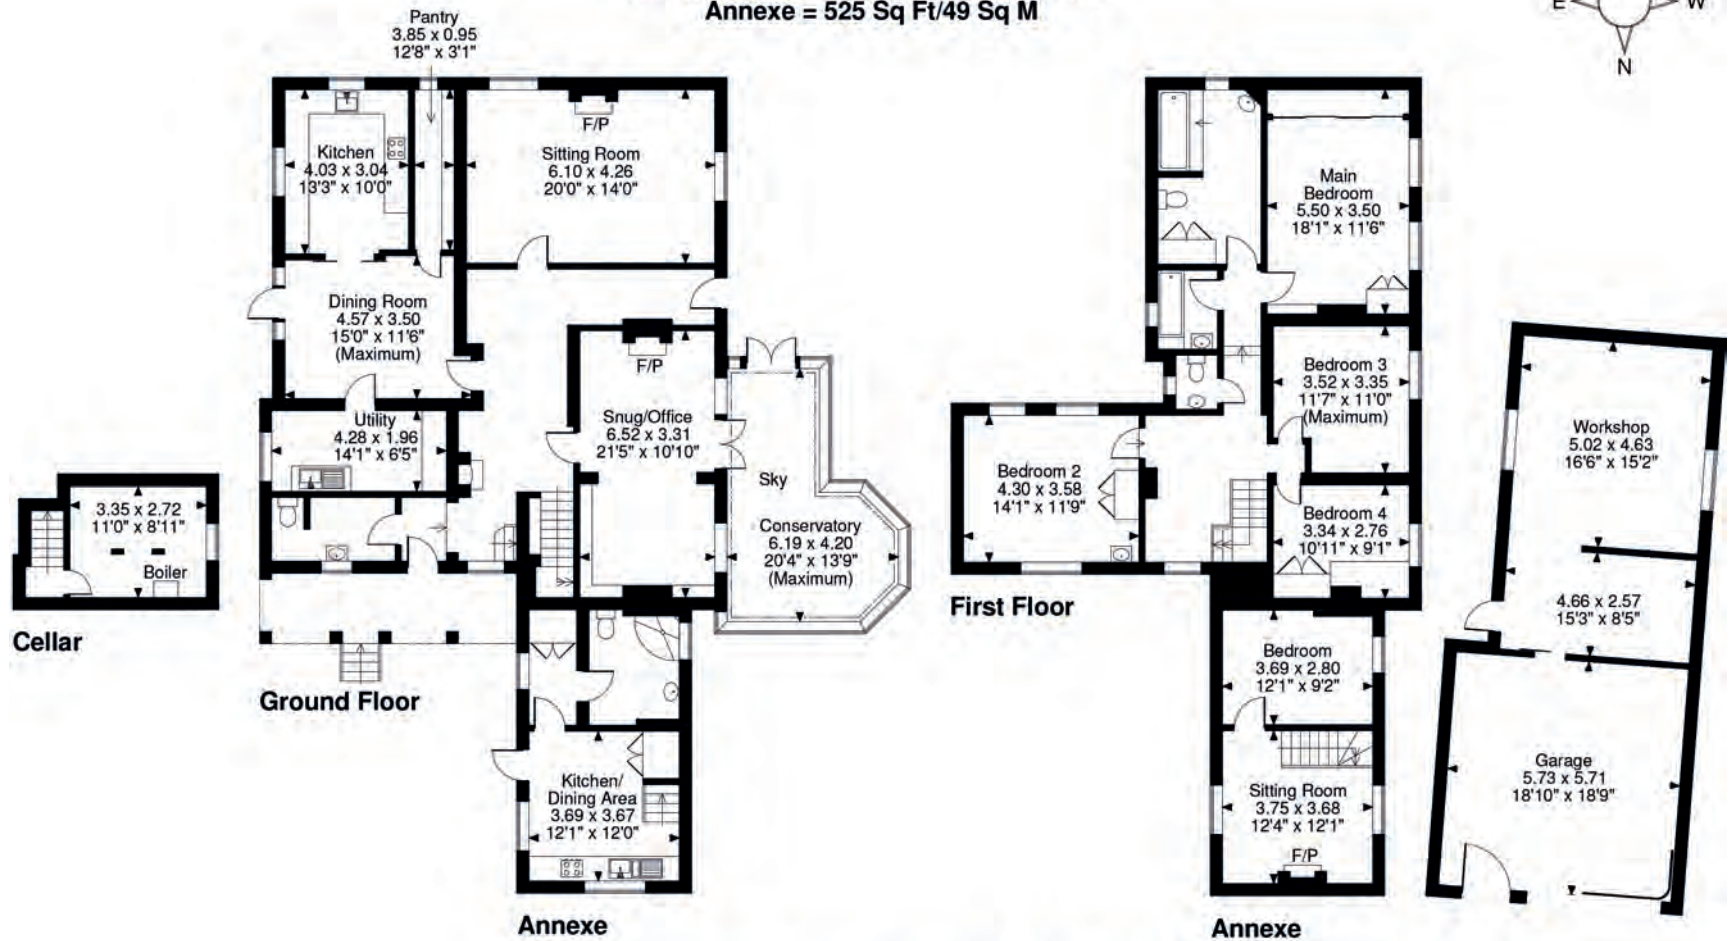 Annexe = 525 Sq Ft/49 Sq M
E
W
N
Pantry
3.85 x 0.95
12'8" x 3'1"
Kitchen
4.03 x 3.04
13'3" x 10'0"
F/P
Sitting Room
6.10 x 4.26
20'0" x 14'0"
Dining Room
4.57 x 3.50
15'0" x 11'6"
(Maximum)
F/P
Snug/Office
6.52 x 3.31
21'5" x 10'10"
Utility
4.28 x 1.96
14'1" x 6'5"
Sky
Conservatory
6.19 x 4.20
20'4" x 13'9"
(Maximum)
3.35 x 2.72
11'0" x 8'11"
Boiler
Cellar
Ground Floor
Kitchen/
Dining Area
3.69 x 3.67
12'1" x 12'0"
Annexe
Main
Bedroom
5.50 x 3.50
18'1" x 11'6"
Bedroom 3
3.52 x 3.35
11'7" x 11'0"
(Maximum)
Bedroom 2
4.30 x 3.58
14'1" x 11'9"
Bedroom 4
3.34 x 2.76
10'11" x 9'1"
First Floor
Bedroom
3.69 x 2.80
12'1" x 9'2"
Sitting Room
3.75 x 3.68
12'4" x 12'1"
F/P
Annexe
Workshop
5.02 x 4.63
16'6" x 15'2"
4.66 x 2.57
15'3" x 8'5"
Garage
5.73 x 5.71
18'10" x 18'9"